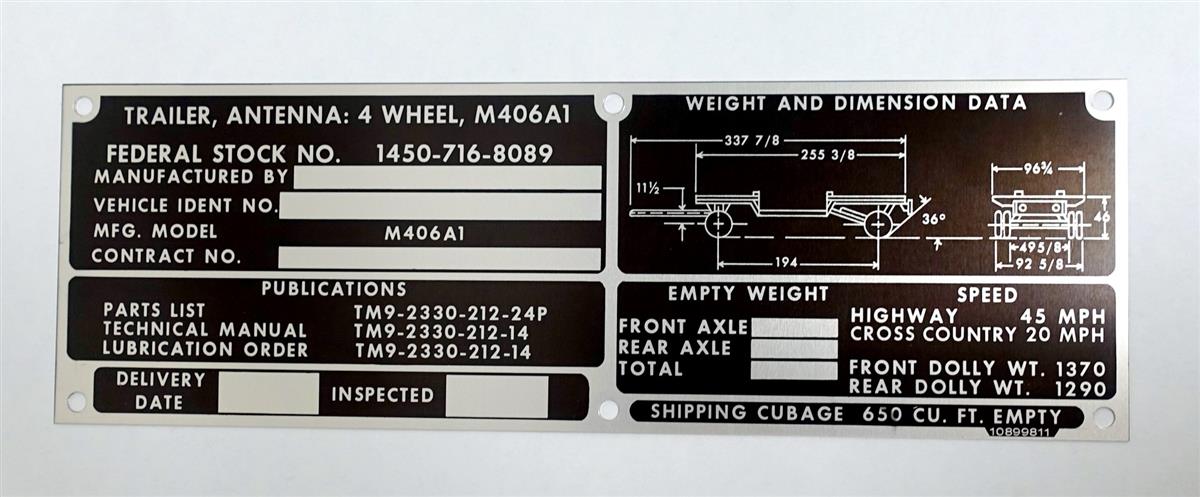 TRAILER, ANTENNA: 4 WHEEL, M406A1
FEDERAL STOCK NO. 1450-716-8089
MANUFACTURED BY
VEHICLE IDENT NO.
MFG. MODEL M406A1
CONTRACT NO.
PUBLICATIONS
PARTS LIST TM9-2330-212-24P
TECHNICAL MANUAL TM9-2330-212-14
LUBRICATION ORDER TM9-2330-212-14
DELIVERY
DATE
INSPECTED
WEIGHT AND DIMENSION DATA
337 7/8
255 3/8
96¾
11½
36°
46
495/8
194
92 5/8
EMPTY WEIGHT
FRONT AXLE
REAR AXLE
TOTAL
SPEED
HIGHWAY 45 MPH
CROSS COUNTRY 20 MPH
FRONT DOLLY WT. 1370
REAR DOLLY WT. 1290
SHIPPING CUBAGE 650 CU. FT. EMPTY
10899811